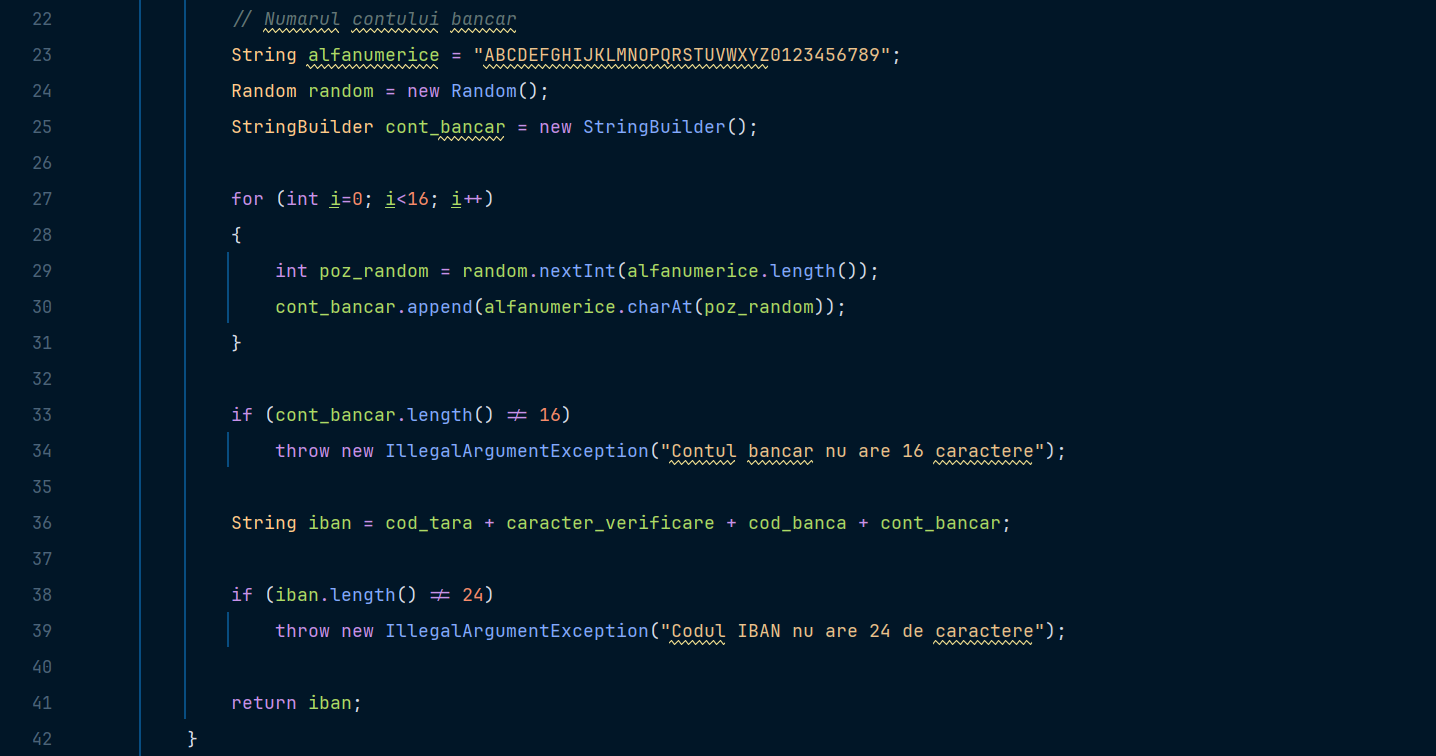 22 // Numarul contului bancar
23 String alfanumerice = "ABCDEFGHIJKLMNOPQRSTUVWXYZ0123456789";
24 Random random = new Random();
25 StringBuilder cont_bancar = new StringBuilder();
26
27 for (int i=0; i<16; i++)
28 {
29 int poz_random = random.nextInt(alfanumerice.length());
30 cont_bancar.append(alfanumerice.charAt(poz_random));
31 }
32
33 if (cont_bancar.length() != 16)
34 throw new IllegalArgumentException("Contul bancar nu are 16 caractere");
35
36 String iban = cod_tara + caracter_verificare + cod_banca + cont_bancar;
37
38 if (iban.length() != 24)
39 throw new IllegalArgumentException("Codul IBAN nu are 24 de caractere");
40
41 return iban;
42 }